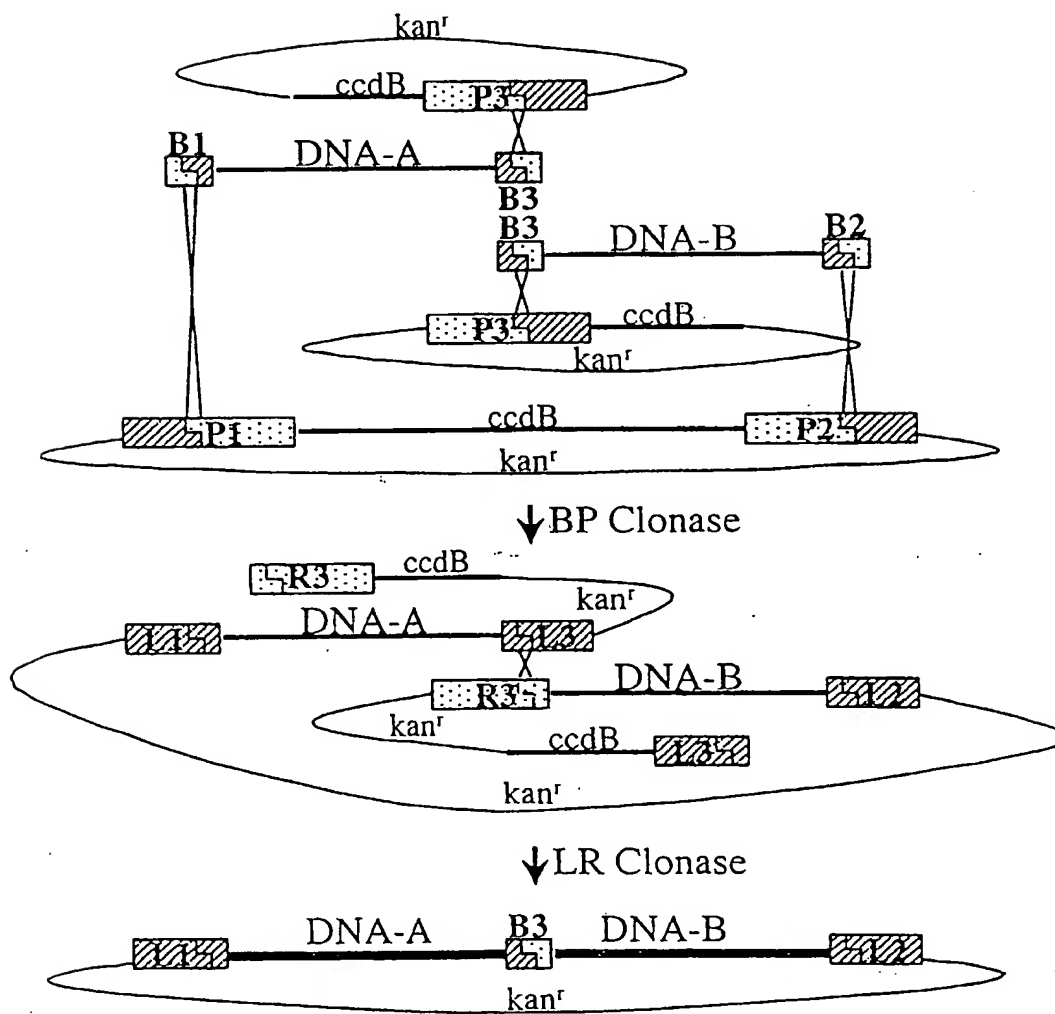 kanʳ
ccdB P3
B1 DNA-A
B3
B3 DNA-B B2
P3 ccdB
kanʳ
P1 ccdB P2
kanʳ
BP Clonase
R3 ccdB
kanʳ
L1 DNA-A L3
R3 DNA-B L2
kanʳ
ccdB L3
kanʳ
LR Clonase
L1 DNA-A B3 DNA-B L2
kanʳ